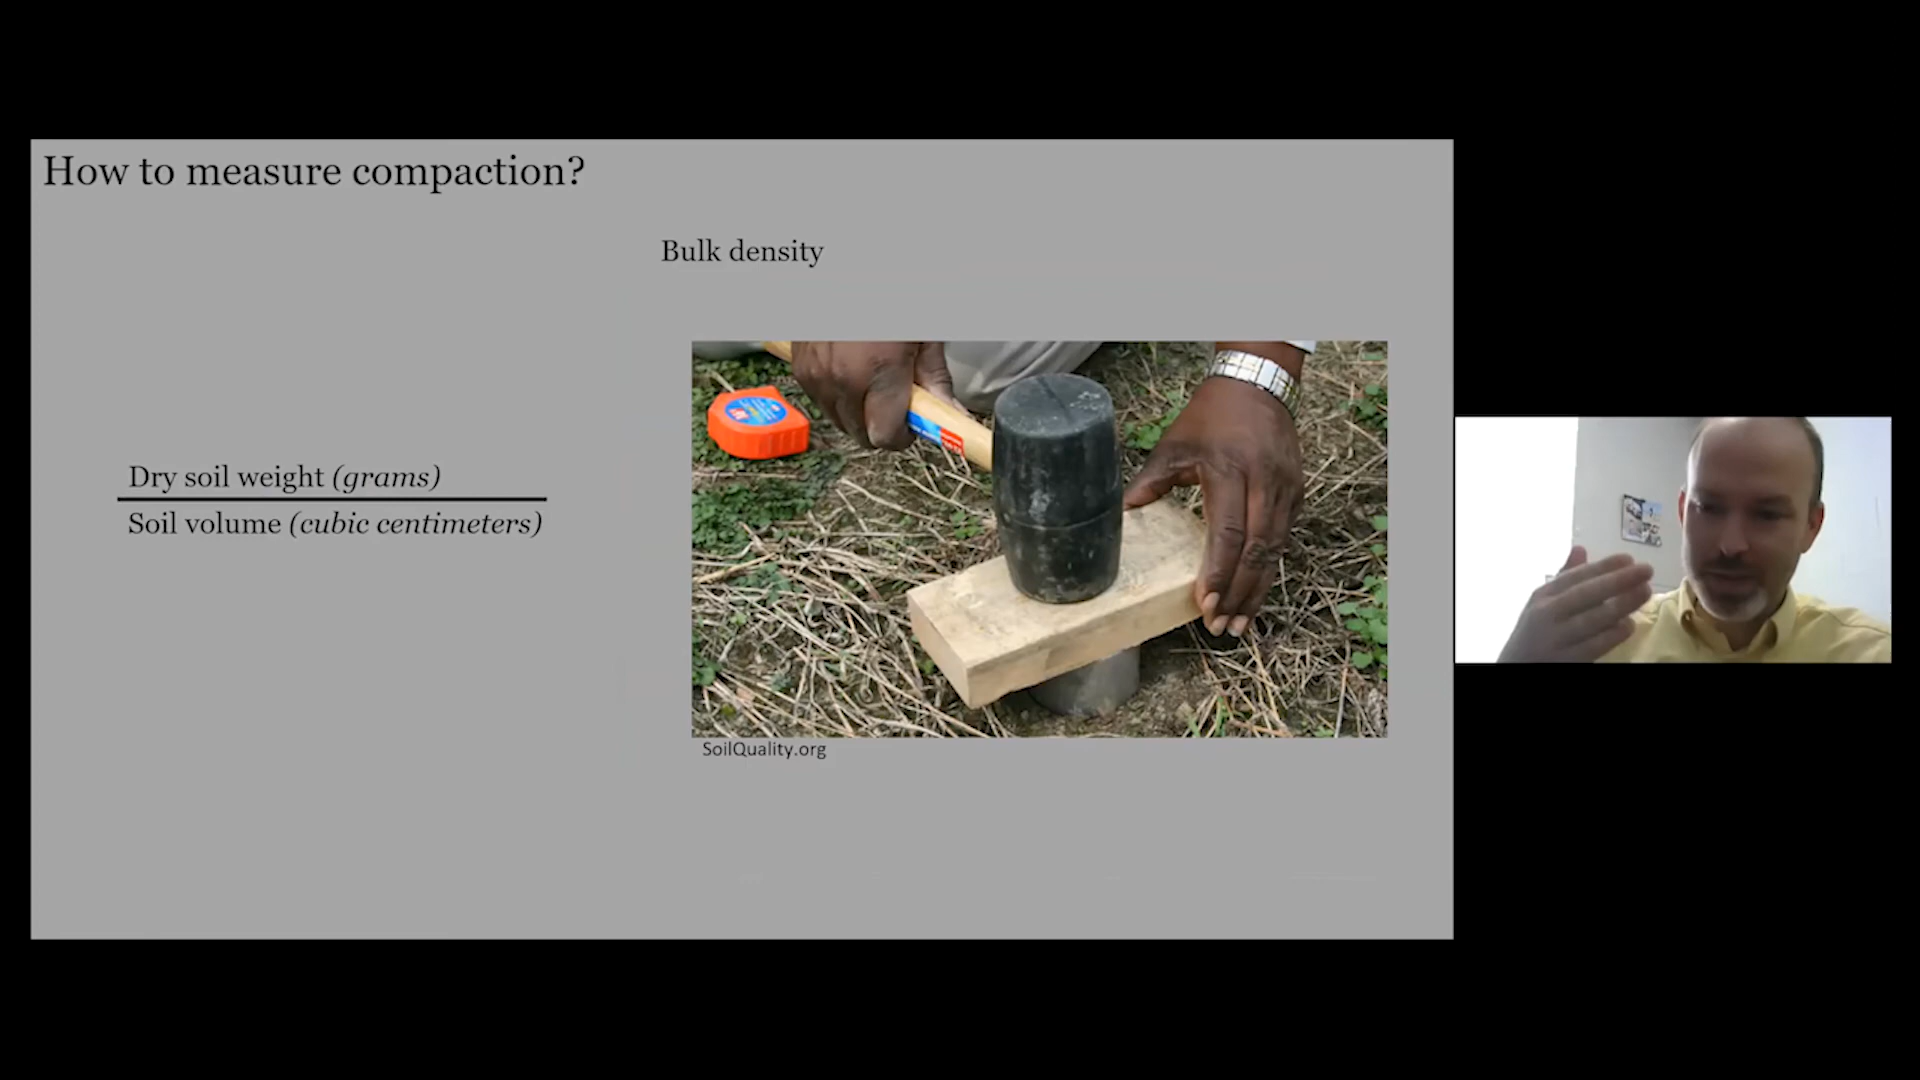 How to measure compaction?
Bulk density
Dry soil weight (grams)
Soil volume (cubic centimeters)
SoilQuality.org